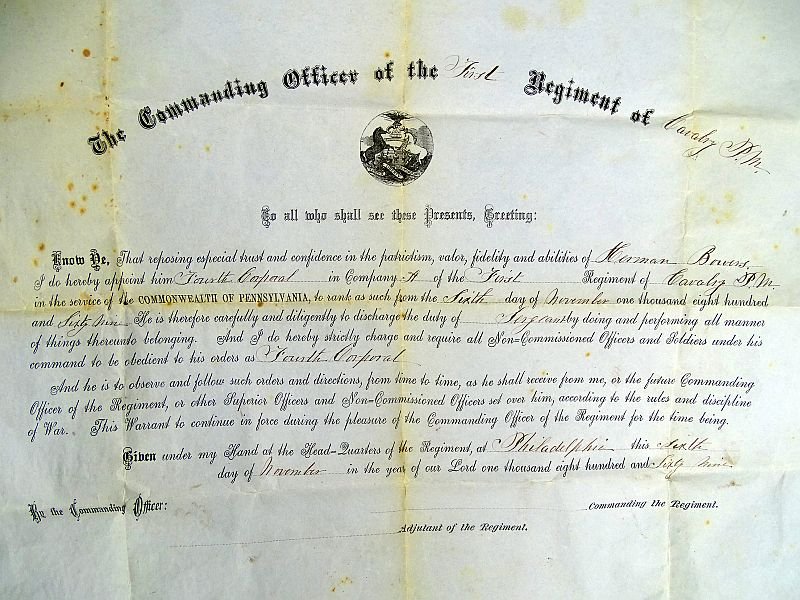 The Commanding Officer of the First Regiment of Cavalry P.M.
To all who shall see these Presents, Greeting:
Know Ye, That reposing especial trust and confidence in the patriotism, valor, fidelity and abilities of Herman Bowers
I do hereby appoint him Fourth Corporal in Company A of the First Regiment of Cavalry P.M.
in the service of the COMMONWEALTH OF PENNSYLVANIA, to rank as such from the Sixth day of November one thousand eight hundred
and Sixty nine He is therefore carefully and diligently to discharge the duty of Sergeant by doing and performing all manner
of things thereunto belonging. And I do hereby strictly charge and require all Non-Commissioned Officers and Soldiers under his
command to be obedient to his orders as Fourth Corporal
And he is to observe and follow such orders and directions, from time to time, as he shall receive from me, or the future Commanding
Officer of the Regiment, or other Superior Officers and Non-Commissioned Officers set over him, according to the rules and discipline
of War. This Warrant to continue in force during the pleasure of the Commanding Officer of the Regiment for the time being.
Given under my Hand at the Head-Quarters of the Regiment, at Philadelphia this Sixth
day of November in the year of our Lord one thousand eight hundred and Sixty nine
By the Commanding Officer:
Commanding the Regiment.
Adjutant of the Regiment.